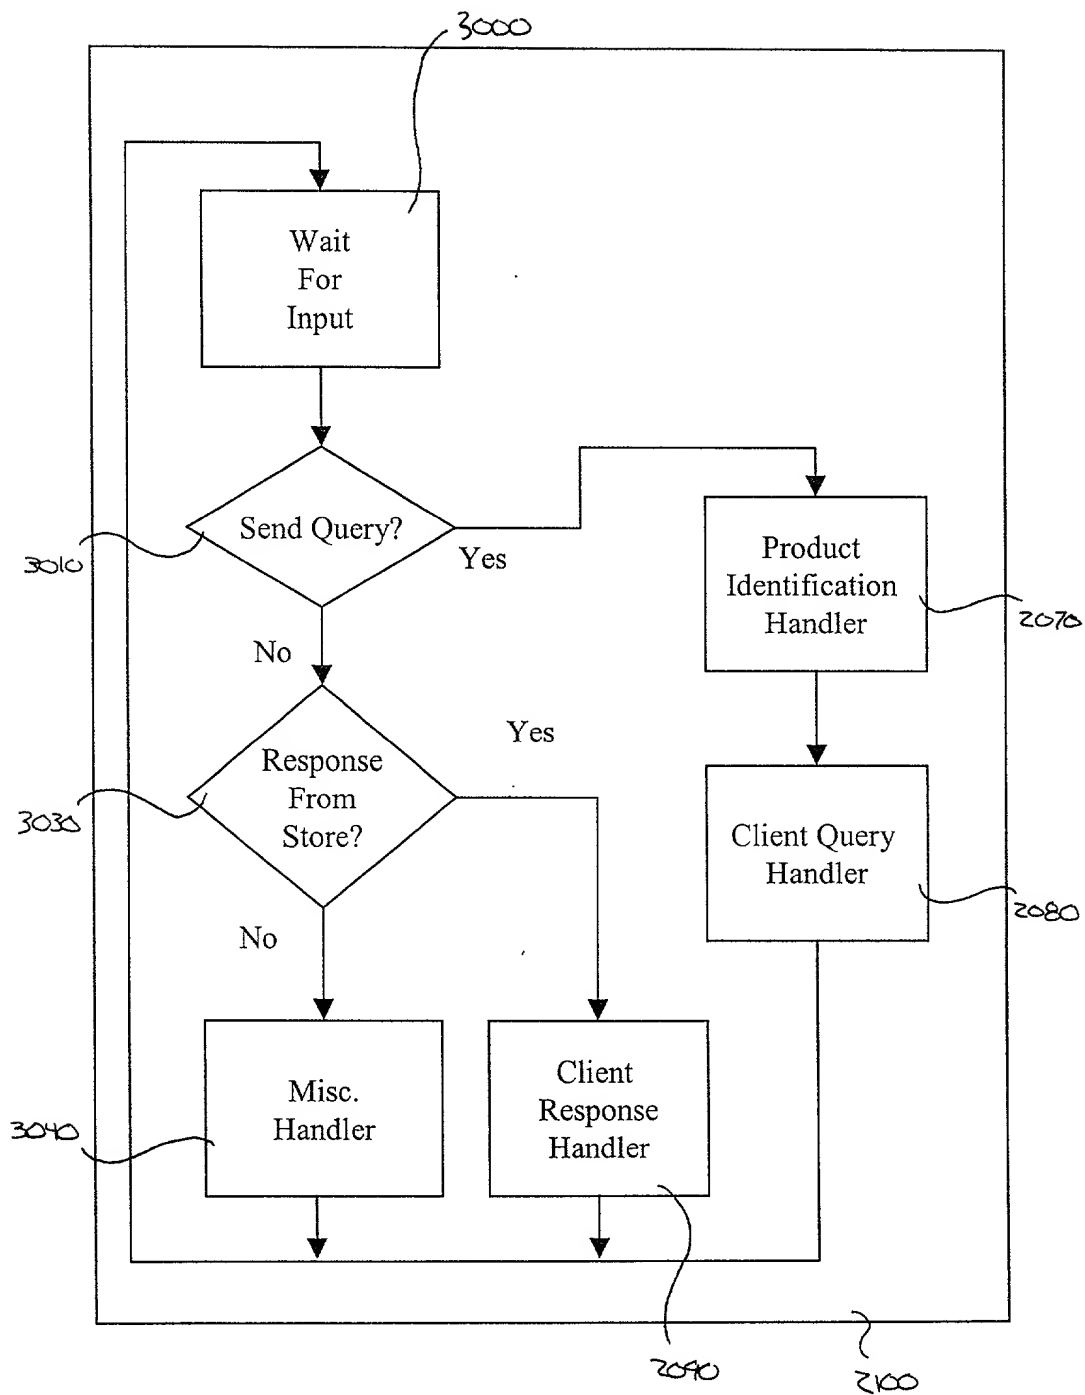 3000
Wait
For
Input
Send Query?
3010
Yes
Product
Identification
Handler
2070
No
Yes
Response
From
Store?
3030
Client Query
Handler
2080
No
Misc.
Handler
3040
Client
Response
Handler
2090
2100